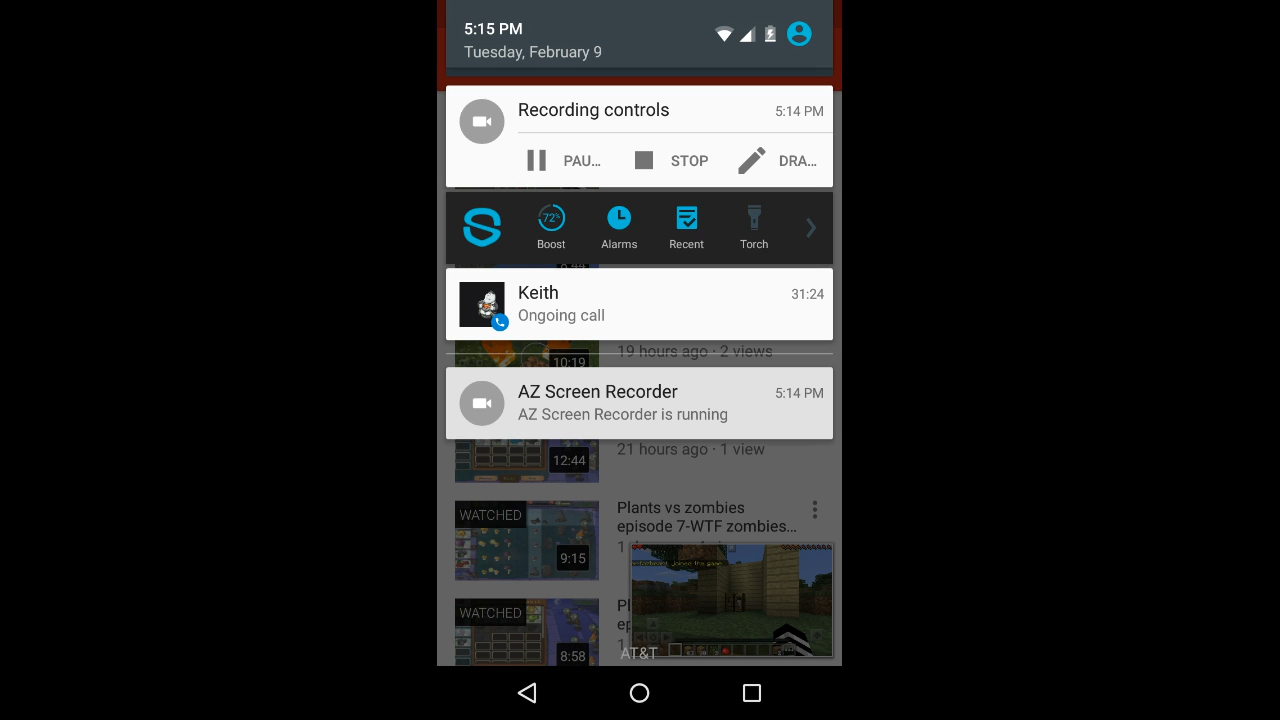 5:15 PM
Tuesday, February 9
Recording controls
5:14 PM
PAU...
STOP
DRA...
72%
Boost
Alarms
Recent
Torch
Keith
31:24
Ongoing call
10:19
19 hours ago · 2 views
AZ Screen Recorder
5:14 PM
AZ Screen Recorder is running
12:44
21 hours ago · 1 view
WATCHED
9:15
Plants vs zombies
episode 7-WTF zombies...
joined the game
WATCHED
8:58
AT&T